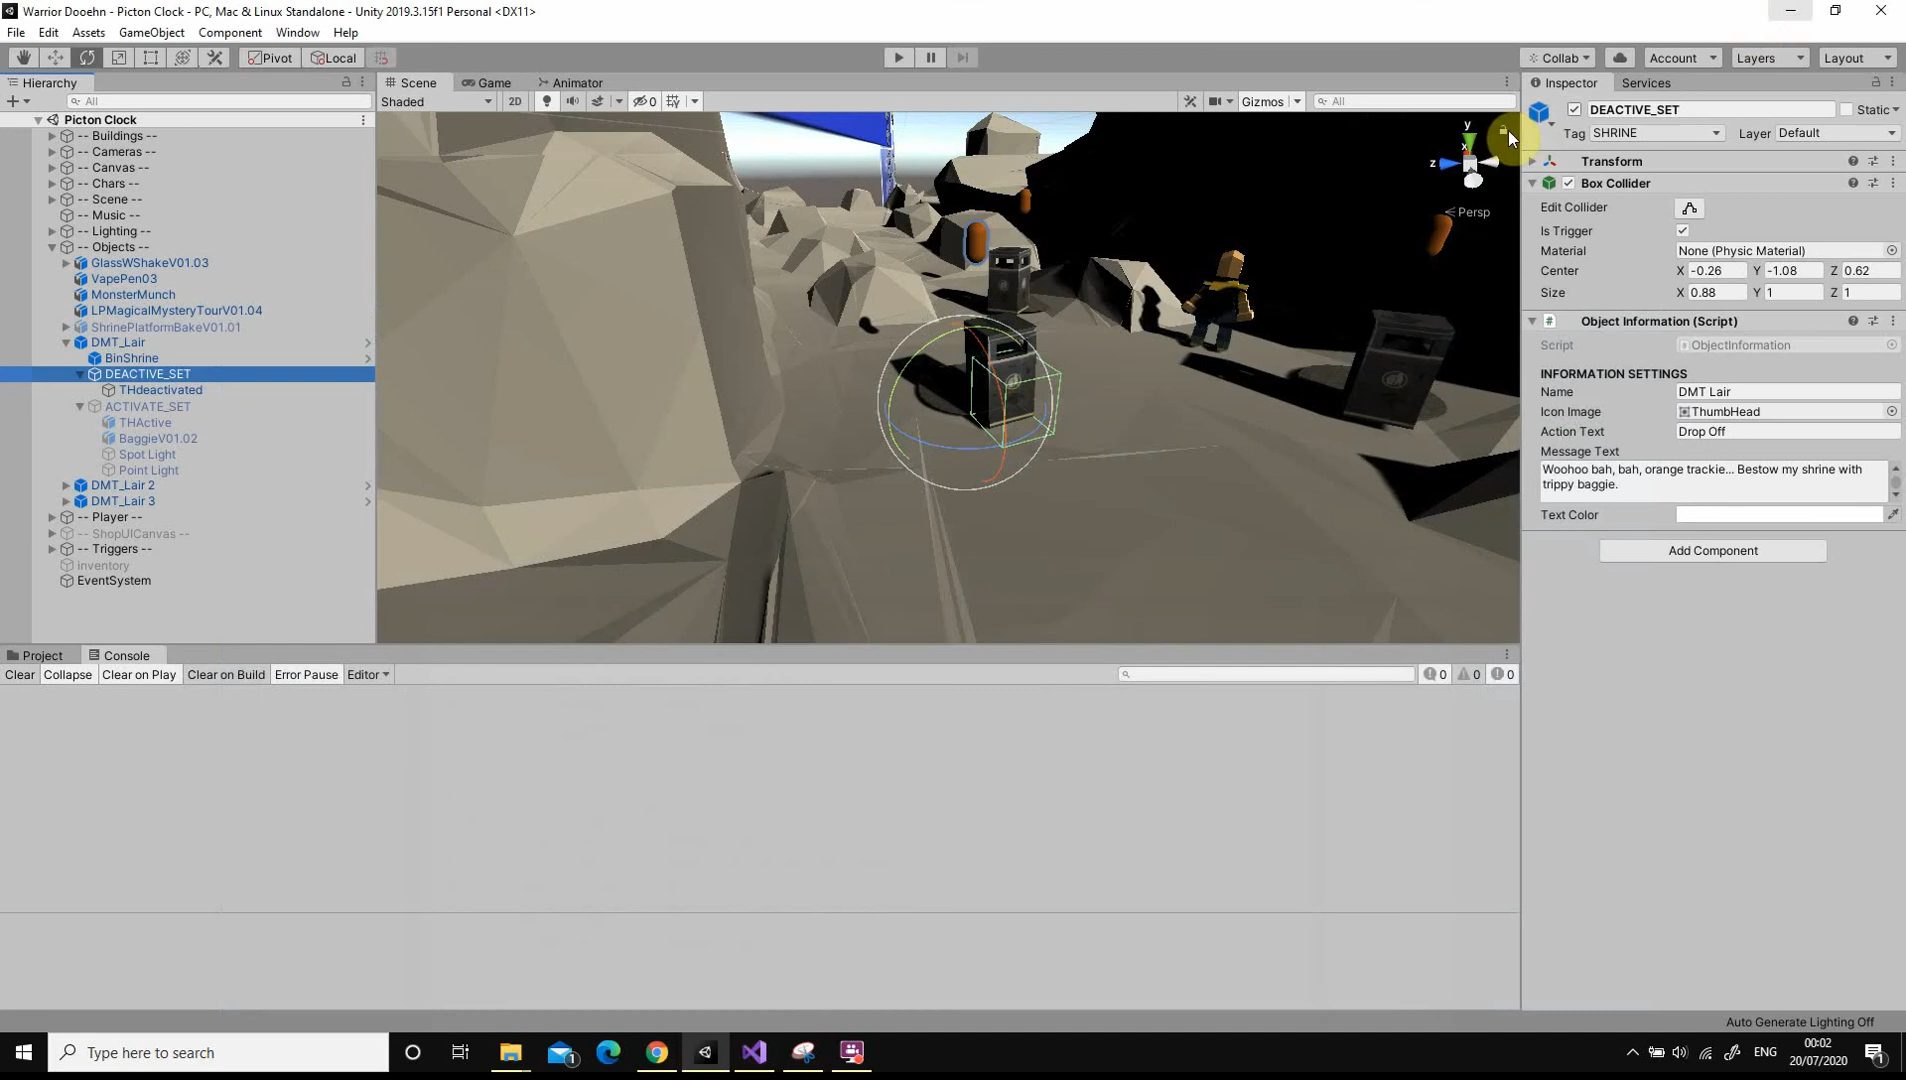 Warrior Dooehn - Picton Clock - PC, Mac & Linux Standalone - Unity 2019.3.15f1 Personal <DX11>
File Edit Assets GameObject Component Window Help
Pivot Local Collab Account Layers Layout
Hierarchy Scene Game Animator Inspector Services
All Shaded 2D 0 Gizmos All
DEACTIVE_SET Static
Tag SHRINE Layer Default
Picton Clock
-- Buildings --
-- Cameras --
-- Canvas --
-- Chars --
-- Scene --
-- Music --
-- Lighting --
-- Objects --
GlassWShakeV01.03
VapePen03
MonsterMunch
LPMagicalMysteryTourV01.04
ShrinePlatformBakeV01.01
DMT_Lair
BinShrine
DEACTIVE_SET
THdeactivated
ACTIVATE_SET
THActive
BaggieV01.02
Spot Light
Point Light
DMT_Lair 2
DMT_Lair 3
-- Player --
-- ShopUICanvas --
-- Triggers --
inventory
EventSystem
y
x
z
Persp
Transform
Box Collider
Edit Collider
Is Trigger
Material None (Physic Material)
Center X -0.26 Y -1.08 Z 0.62
Size X 0.88 Y 1 Z 1
Object Information (Script)
Script ObjectInformation
INFORMATION SETTINGS
Name DMT Lair
Icon Image ThumbHead
Action Text Drop Off
Message Text
Woohoo bah, bah, orange trackie... Bestow my shrine with
trippy baggie.
Text Color
Add Component
Project Console
Clear Collapse Clear on Play Clear on Build Error Pause Editor 0 0 0
Auto Generate Lighting Off
Type here to search
1
ENG
00:02
20/07/2020
1